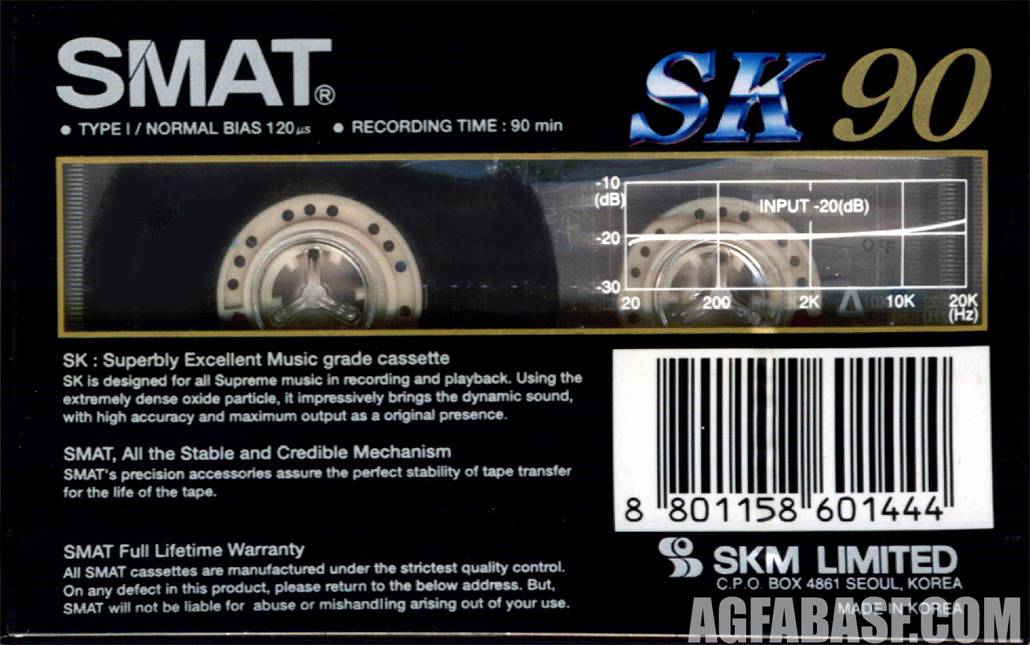 SMAT®
SK 90
• TYPE I / NORMAL BIAS 120µs • RECORDING TIME : 90 min
-10
(dB)
INPUT -20(dB)
-20
OFF
-30
20 200 2K 10K 20K
(Hz)
SK : Superbly Excellent Music grade cassette
SK is designed for all Supreme music in recording and playback. Using the
extremely dense oxide particle, it impressively brings the dynamic sound,
with high accuracy and maximum output as a original presence.
SMAT, All the Stable and Credible Mechanism
SMAT's precision accessories assure the perfect stability of tape transfer
for the life of the tape.
SMAT Full Lifetime Warranty
All SMAT cassettes are manufactured under the strictest quality control.
On any defect in this product, please return to the below address. But,
SMAT will not be liable for abuse or mishandling arising out of your use.
8 801158 601444
SKM LIMITED
C.P.O. BOX 4861 SEOUL, KOREA
MADE IN KOREA
AGFABASF.COM